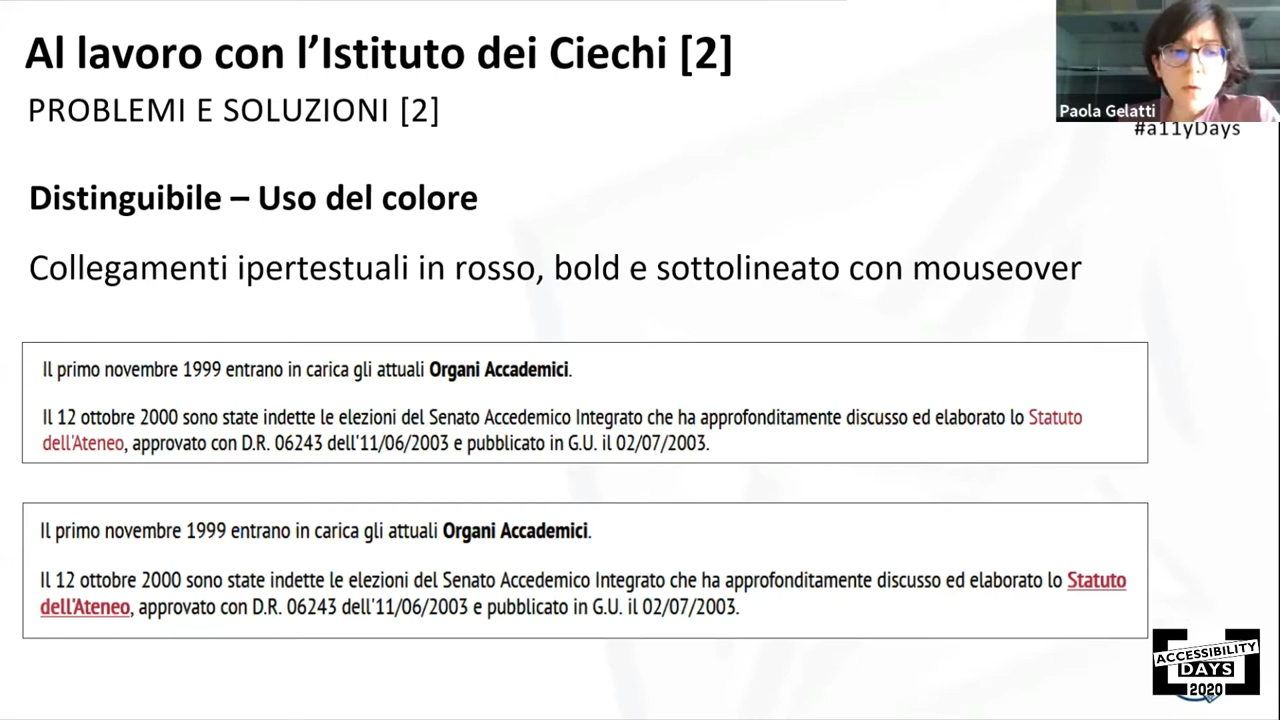 Al lavoro con l’Istituto dei Ciechi [2]
PROBLEMI E SOLUZIONI [2]
Paola Gelatti
#a11yDays
Distinguibile – Uso del colore
Collegamenti ipertestuali in rosso, bold e sottolineato con mouseover
Il primo novembre 1999 entrano in carica gli attuali Organi Accademici.
Il 12 ottobre 2000 sono state indette le elezioni del Senato Accedemico Integrato che ha approfonditamente discusso ed elaborato lo Statuto
dell'Ateneo, approvato con D.R. 06243 dell'11/06/2003 e pubblicato in G.U. il 02/07/2003.
Il primo novembre 1999 entrano in carica gli attuali Organi Accademici.
Il 12 ottobre 2000 sono state indette le elezioni del Senato Accedemico Integrato che ha approfonditamente discusso ed elaborato lo Statuto
dell'Ateneo, approvato con D.R. 06243 dell'11/06/2003 e pubblicato in G.U. il 02/07/2003.
ACCESSIBILITY
DAYS
2020